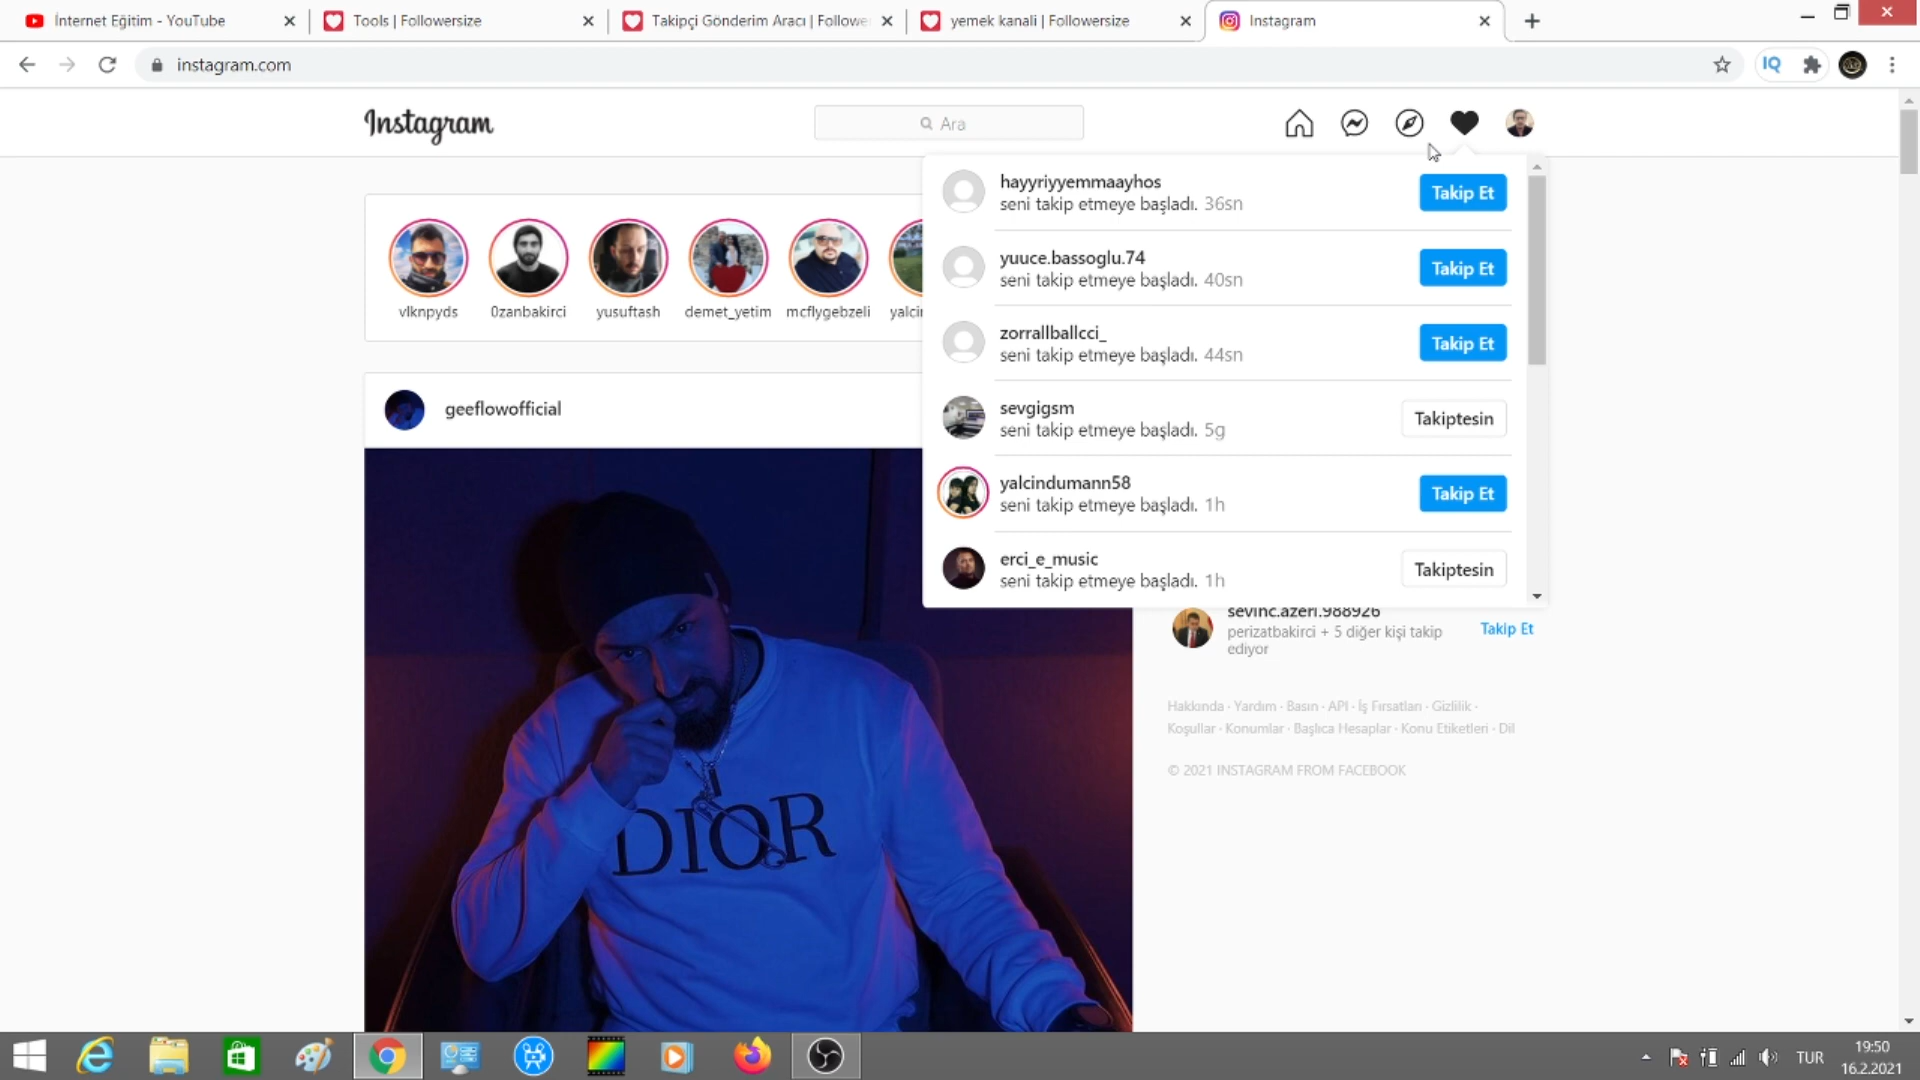 İnternet Eğitim - YouTube
Tools | Followersize
Takipçi Gönderim Aracı | Followe
yemek kanali | Followersize
Instagram
instagram.com
IQ
Instagram
Ara
vlknpyds
0zanbakirci
yusuftash
demet_yetim
mcflygebzeli
yalcir
hayyriyyemmaayhos
seni takip etmeye başladı. 36sn
Takip Et
yuuce.bassoglu.74
seni takip etmeye başladı. 40sn
Takip Et
zorrallballcci_
seni takip etmeye başladı. 44sn
Takip Et
sevgigsm
seni takip etmeye başladı. 5g
Takiptesin
yalcindumann58
seni takip etmeye başladı. 1h
Takip Et
erci_e_music
seni takip etmeye başladı. 1h
Takiptesin
geeflowofficial
DIOR
sevinc.azeri.988926
perizatbakirci + 5 diğer kişi takip
ediyor
Takip Et
Hakkında · Yardım · Basın · API · İş Fırsatları · Gizlilik ·
Koşullar · Konumlar · Başlıca Hesaplar · Konu Etiketleri · Dil
© 2021 INSTAGRAM FROM FACEBOOK
TUR
19:50
16.2.2021